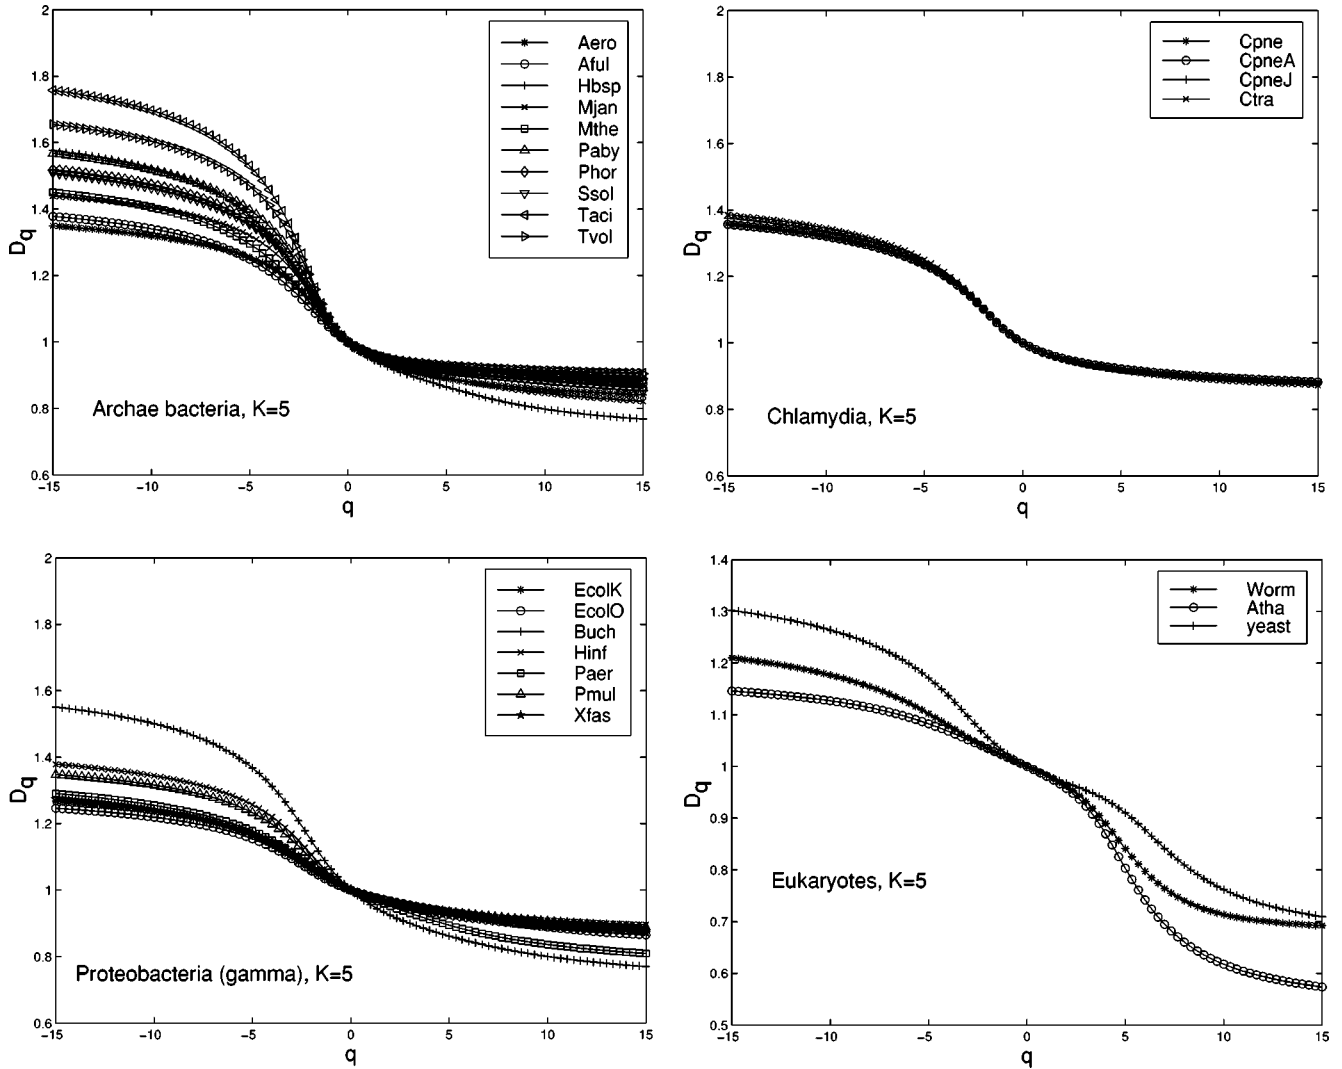 2
1.8
1.6
1.4
1.2
1
0.8
0.6
Dq
−15 −10 −5 0 5 10 15
q
Aero
Aful
Hbsp
Mjan
Mthe
Paby
Phor
Ssol
Taci
Tvol
Archae bacteria, K=5
2
1.8
1.6
1.4
1.2
1
0.8
0.6
Dq
−15 −10 −5 0 5 10 15
q
Cpne
CpneA
CpneJ
Ctra
Chlamydia, K=5
2
1.8
1.6
1.4
1.2
1
0.8
0.6
Dq
−15 −10 −5 0 5 10 15
q
EcolK
EcolO
Buch
Hinf
Paer
Pmul
Xfas
Proteobacteria (gamma), K=5
1.4
1.3
1.2
1.1
1
0.9
0.8
0.7
0.6
0.5
Dq
−15 −10 −5 0 5 10 15
q
Worm
Atha
yeast
Eukaryotes, K=5